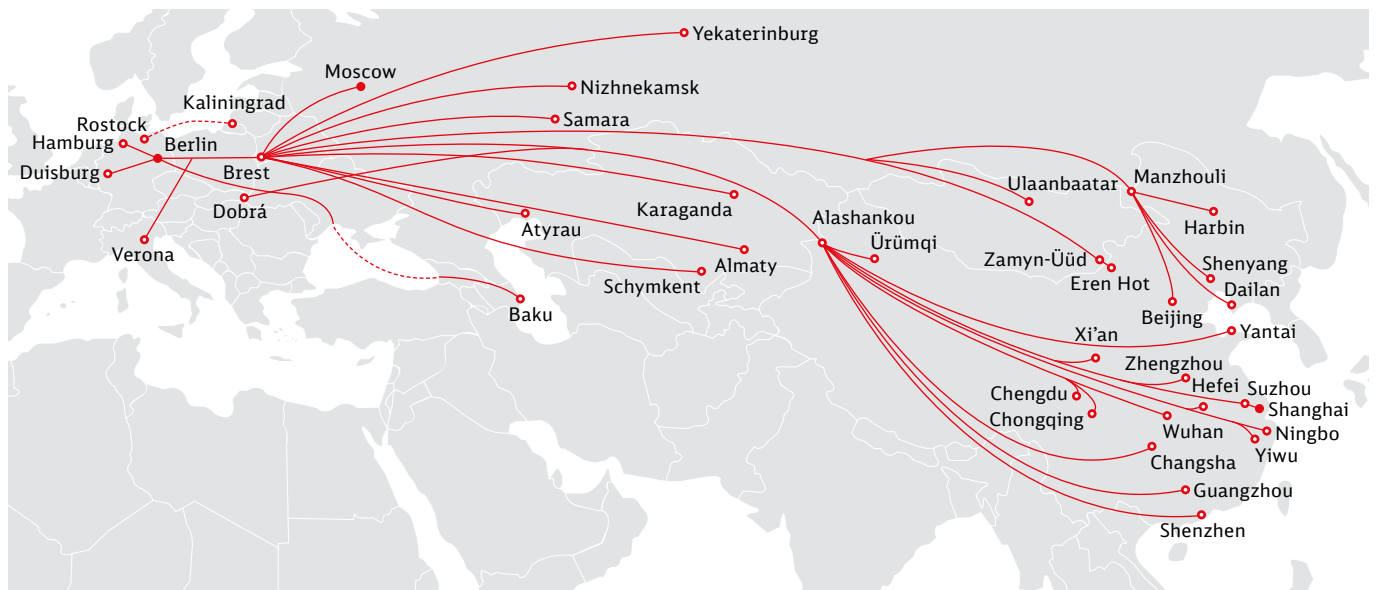 Yekaterinburg
Moscow
Nizhnekamsk
Kaliningrad
Samara
Rostock
Hamburg
Berlin
Duisburg
Brest
Ulaanbaatar
Manzhouli
Dobrá
Karaganda
Alashankou
Harbin
Atyrau
Ürümqi
Verona
Almaty
Zamyn-Üüd
Shenyang
Schymkent
Eren Hot
Dailan
Baku
Beijing
Xi’an
Yantai
Zhengzhou
Hefei
Suzhou
Chengdu
Shanghai
Chongqing
Wuhan
Ningbo
Yiwu
Changsha
Guangzhou
Shenzhen